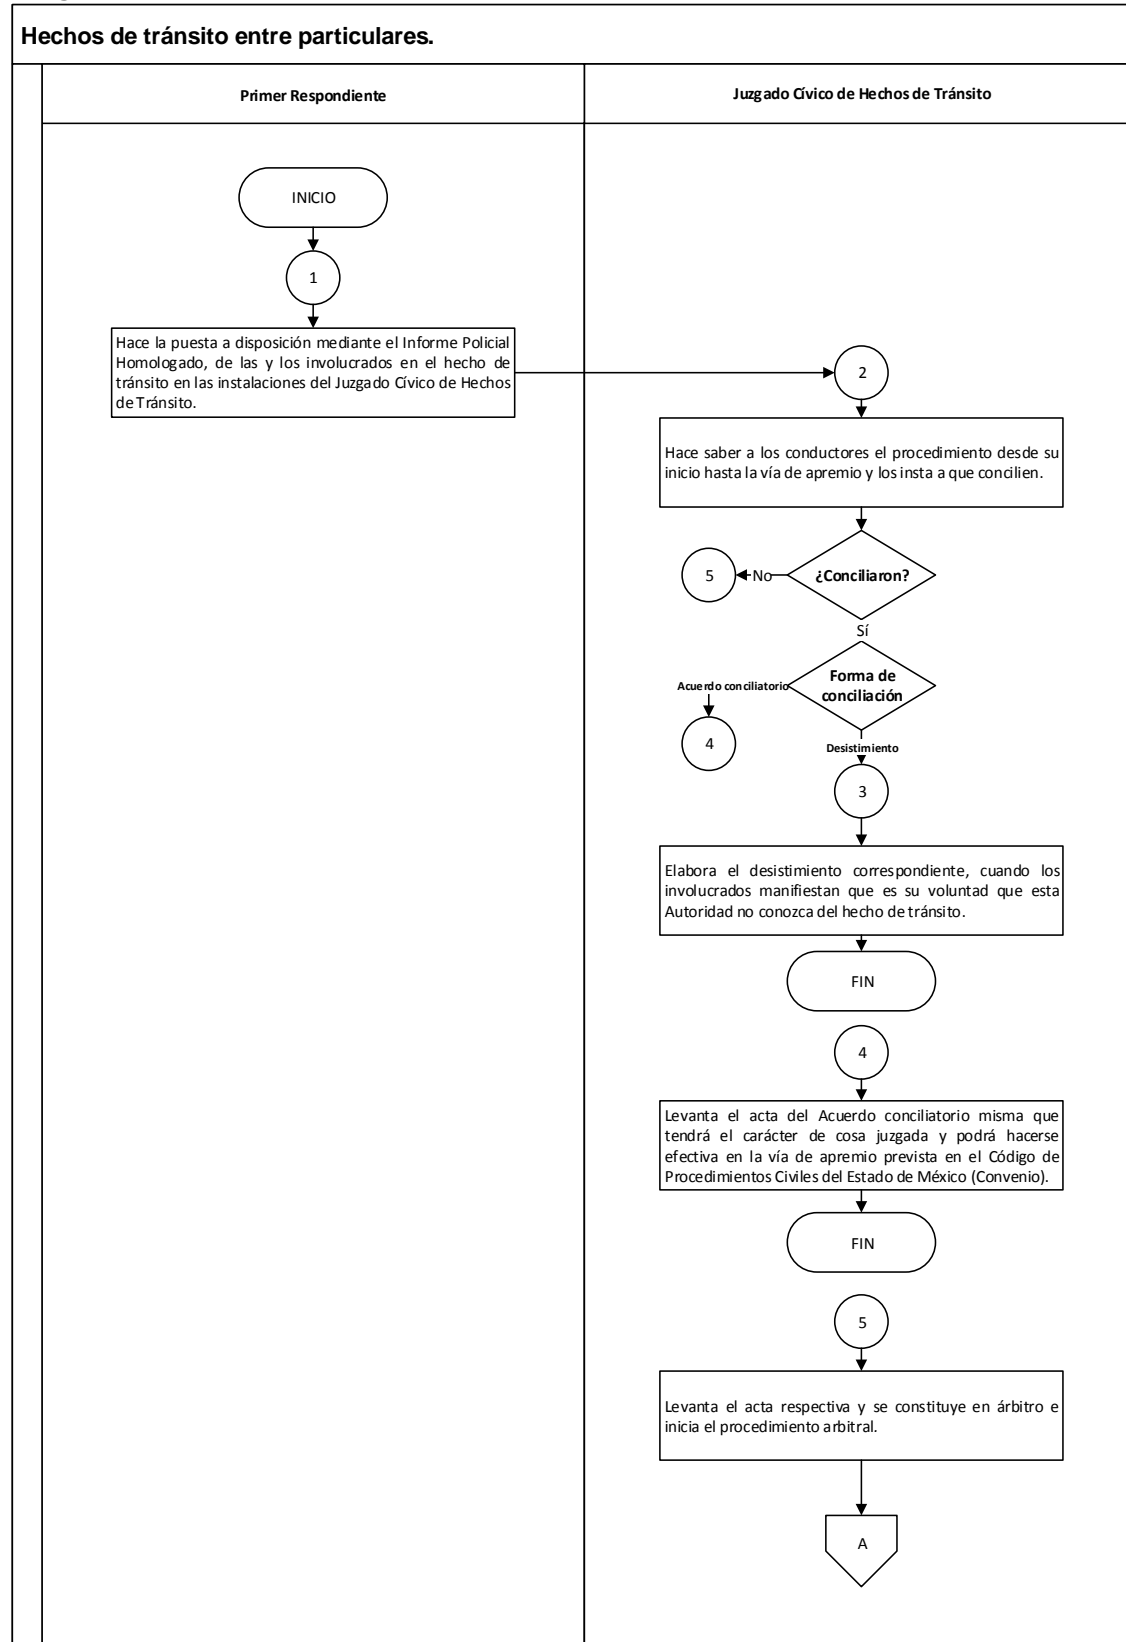 Hechos de tránsito entre particulares.
Primer Respondiente
Juzgado Cívico de Hechos de Tránsito
INICIO
1
Hace la puesta a disposición mediante el Informe Policial
Homologado, de las y los involucrados en el hecho de
tránsito en las instalaciones del Juzgado Cívico de Hechos
de Tránsito.
2
Hace saber a los conductores el procedimiento desde su
inicio hasta la vía de apremio y los insta a que concilien.
¿Conciliaron?
No
5
Sí
Forma de
conciliación
Acuerdo conciliatorio
4
Desistimiento
3
Elabora el desistimiento correspondiente, cuando los
involucrados manifiestan que es su voluntad que esta
Autoridad no conozca del hecho de tránsito.
FIN
4
Levanta el acta del Acuerdo conciliatorio misma que
tendrá el carácter de cosa juzgada y podrá hacerse
efectiva en la vía de apremio prevista en el Código de
Procedimientos Civiles del Estado de México (Convenio).
FIN
5
Levanta el acta respectiva y se constituye en árbitro e
inicia el procedimiento arbitral.
A